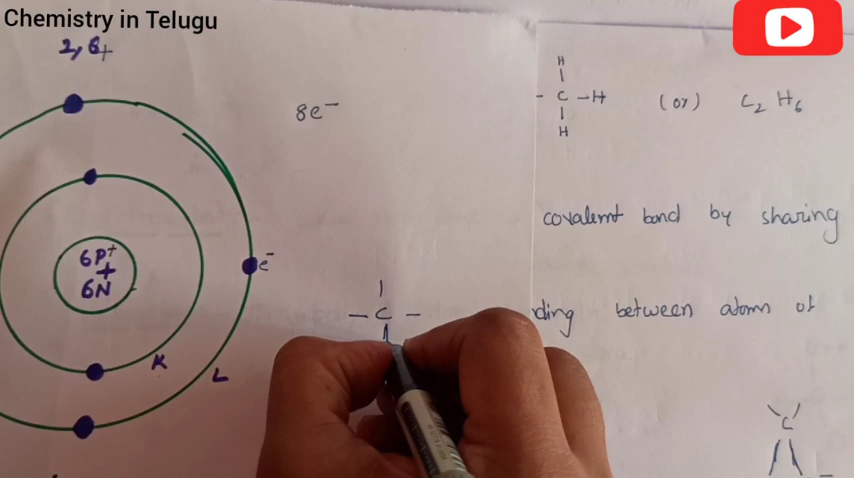 Chemistry in Telugu
2, 6+
8e⁻
H
- C - H (or) C₂ H₆
H
6P⁺
6N
e⁻
K
L
covalent bond by sharing
ding between atom of
- C -
C